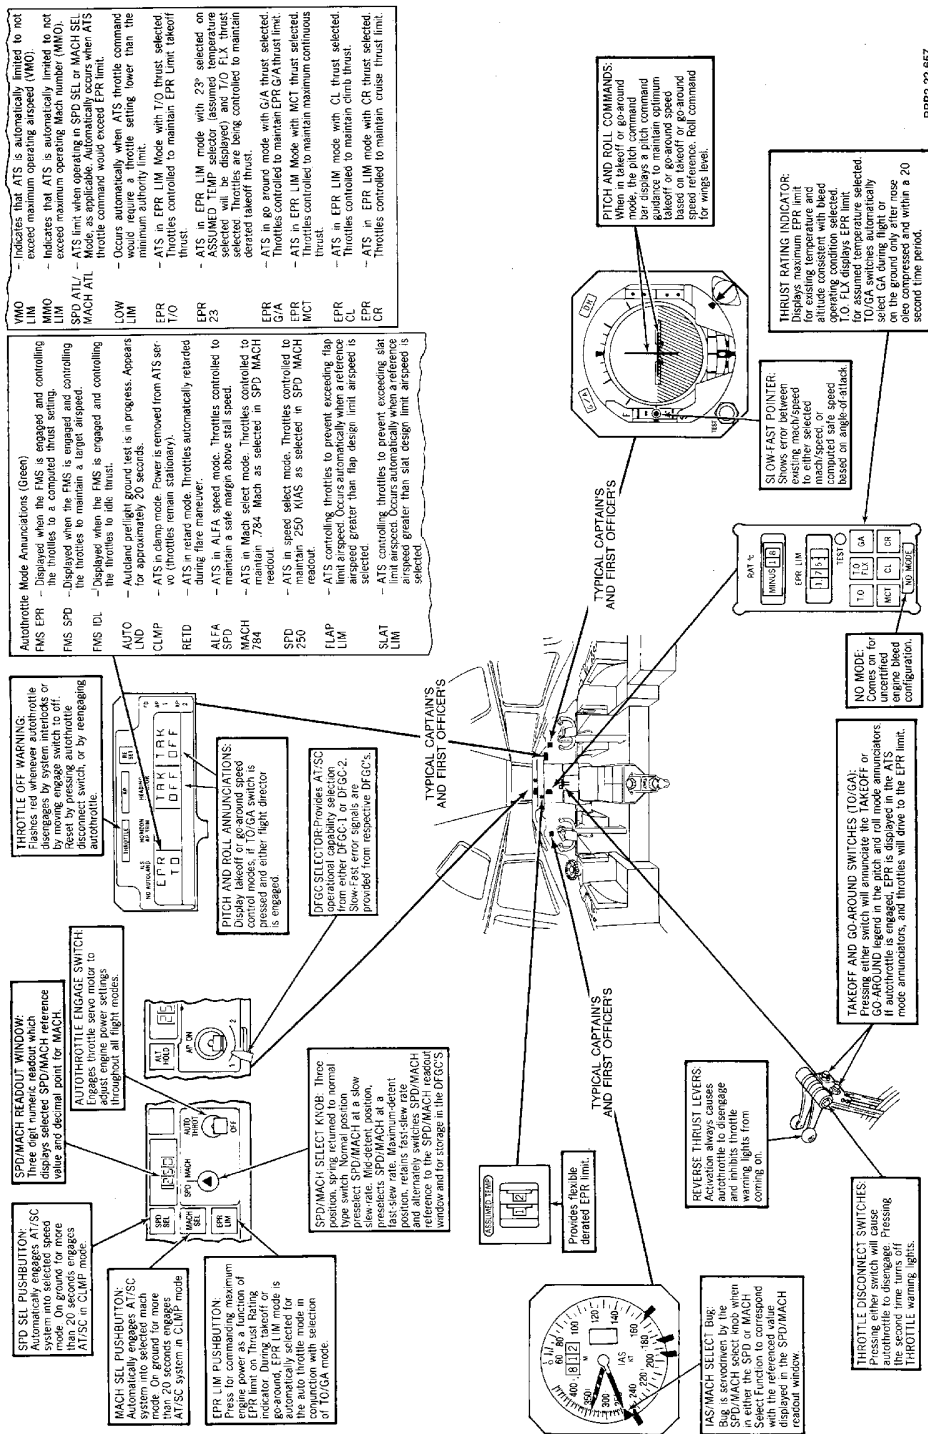 SPD SEL PUSHBUTTON:
Automatically engages AT/SC
system into selected speed
mode. On ground for more
than 20 seconds engages
AT/SC in CLMP mode.
MACH SEL PUSHBUTTON:
Automatically engages AT/SC
system into selected mach
mode. On ground for more
than 20 seconds engages
AT/SC system in CLMP mode
EPR LIM PUSHBUTTON:
Press for commanding maximum
engine power as a function of
EPR limit on Thrust Rating
indicator. During takeoff or
go-around, EPR LIM mode is
automatically selected for
the auto throttle mode in
conjunction with selection
of TO/GA mode.
SPD/MACH READOUT WINDOW:
Three digit numeric readout which
displays selected SPD/MACH reference
value and decimal point for MACH.
AUTOTHROTTLE ENGAGE SWITCH:
Engages throttle servo motor to
adjust engine power settings
throughout all flight modes.
SPD
SEL
MACH
SEL
EPR
LIM
250
SPD MACH
AUTO
THROT
OFF
ALT
HOLD
AP ON
1
2
SPD/MACH SELECT KNOB: Three
position, spring returned to normal
type switch Normal position
preselect SPD/MACH at a slow
slew-rate. Mid-detent position,
preselects SPD/MACH at a
fast-slew rate. Maximum-detent
position, retains fast-slew rate
and alternately switches SPD/MACH
reference to the SPD/MACH readout
window and for storage in the DFGC'S
THROTTLE OFF WARNING:
Flashes red whenever autothrottle
disengages by system interlocks or
by moving engage switch to off.
Reset by pressing autothrottle
disconnect switch, or by reengaging
autothrottle.
THROTTLE
AP
RE
SET
ILS
NO AUTOLAND
MONITOR
AP TRIM
HEADING
FD
AP
1
AP
2
EPR
TO
TRK
OFF
TRK
OFF
PITCH AND ROLL ANNUNCIATIONS:
Display takeoff or go-around speed
control modes, if TO/GA switch is
pressed and either flight director
is engaged.
DFGC SELECTOR: Provides AT/SC
operational capability selection
from either DFGC-1 or DFGC-2.
Slow-Fast error signals are
provided from respective DFGC's.
Autothrottle Mode Annunciations (Green)
FMS EPR – Displayed when the FMS is engaged and controlling
the throttles to a computed thrust setting.
FMS SPD – Displayed when the FMS is engaged and controlling
the throttles to maintain a target airspeed.
FMS IDL – Displayed when the FMS is engaged and controlling
the throttles to idle thrust.
AUTO – Autoland preflight ground test is in progress. Appears
LND for approximately 20 seconds.
CLMP – ATS in clamp mode. Power is removed from ATS ser-
vo (throttles remain stationary).
RETD – ATS in retard mode. Throttles automatically retarded
during flare maneuver.
ALFA – ATS in ALFA speed mode. Throttles controlled to
SPD maintain a safe margin above stall speed.
MACH – ATS in Mach select mode. Throttles controlled to
784 maintain .784 Mach as selected in SPD MACH
readout.
SPD – ATS in speed select mode. Throttles controlled to
250 maintain 250 KIAS as selected in SPD MACH
readout.
FLAP – ATS controlling throttles to prevent exceeding flap
LIM limit airspeed. Occurs automatically when a reference
airspeed greater than flap design limit airspeed is
selected.
SLAT – ATS controlling throttles to prevent exceeding slat
LIM limit airspeed. Occurs automatically when a reference
airspeed greater than slat design limit airspeed is
selected.
VMO – Indicates that ATS is automatically limited to not
LIM exceed maximum operating airspeed (VMO).
MMO – Indicates that ATS is automatically limited to not
LIM exceed maximum operating Mach number (MMO).
SPD ATL/ – ATS limit when operating in SPD SEL or MACH SEL
MACH ATL Mode, as applicable. Automatically occurs when ATS
throttle command would exceed EPR limit.
LOW – Occurs automatically when ATS throttle command
LIM would require a throttle setting lower than the
minimum authority limit.
EPR – ATS in EPR LIM Mode with T/O thrust selected.
T/O Throttles controlled to maintain EPR Limit takeoff
thrust.
EPR – ATS in EPR LIM mode with 23° selected on
23 ASSUMED TEMP selector (assumed temperature
selected will be displayed) and T/O FLX thrust
selected Throttles are being controlled to maintain
derated takeoff thrust.
EPR – ATS in go around mode with G/A thrust selected.
G/A Throttles controlled to maintain EPR G/A thrust limit.
EPR – ATS in EPR LIM Mode with MCT thrust selected.
MCT Throttles controlled to maintain maximum continuous
thrust.
EPR – ATS in EPR LIM mode with CL thrust selected.
CL Throttles controlled to maintain climb thrust.
EPR – ATS in EPR LIM mode with CR thrust selected.
CR Throttles controlled to maintain cruise thrust limit.
TYPICAL CAPTAIN'S
AND FIRST OFFICER'S
TYPICAL CAPTAIN'S
AND FIRST OFFICER'S
TYPICAL CAPTAIN'S
AND FIRST OFFICER'S
ASSUMED TEMP
1 2
Provides flexible
derated EPR limit.
812
IAS
KT
M
60
80
100
120
140
160
180
200
220
240
300
350
400
IAS/MACH SELECT Bug:
Bug is servodriven by the
SPD/MACH select knob when
in either the SPD or MACH
Select Function to correspond
with the referenced value
displayed in the SPD/MACH
readout window.
REVERSE THRUST LEVERS:
Activation always causes
autothrottle to disengage
and inhibits throttle
warning lights from
coming on.
THROTTLE DISCONNECT SWITCHES:
Pressing either switch will cause
autothrottle to disengage. Pressing
the second time turns off
THROTTLE warning lights.
TAKEOFF AND GO-AROUND SWITCHES (TO/GA):
Pressing either switch will annunciate the TAKEOFF or
GO-AROUND legend in the pitch and roll mode annunciators
If autothrottle is engaged, EPR is displayed in the ATS
mode annunciators, and throttles will drive to the EPR limit.
NO MODE:
Comes on for
uncertified
engine bleed
configuration.
RAT °c
MINUS 18
EPR LIM
1 75
TEST
T.O
T.O
FLX
GA
MCT
CL
CR
NO MODE
SLOW-FAST POINTER:
Shows error between
existing mach/speed
to either selected
mach/speed, or
computed safe speed
based on angle-of-attack.
TEST
F
DH
PITCH AND ROLL COMMANDS:
When in takeoff or go-around
mode, the pitch command
bar displays a pitch command
guidance to maintain optimum
takeoff or go-around speed
based on takeoff or go-around
speed reference. Roll command
for wings level.
THRUST RATING INDICATOR:
Displays maximum EPR limit
for existing temperature and
altitude consistent with bleed
operating condition selected.
T.O. FLX displays EPR limit
for assumed temperature selected.
TO/GA switches automatically
select GA during flight or
on the ground only after nose
oleo compressed and within a 20
second time period.